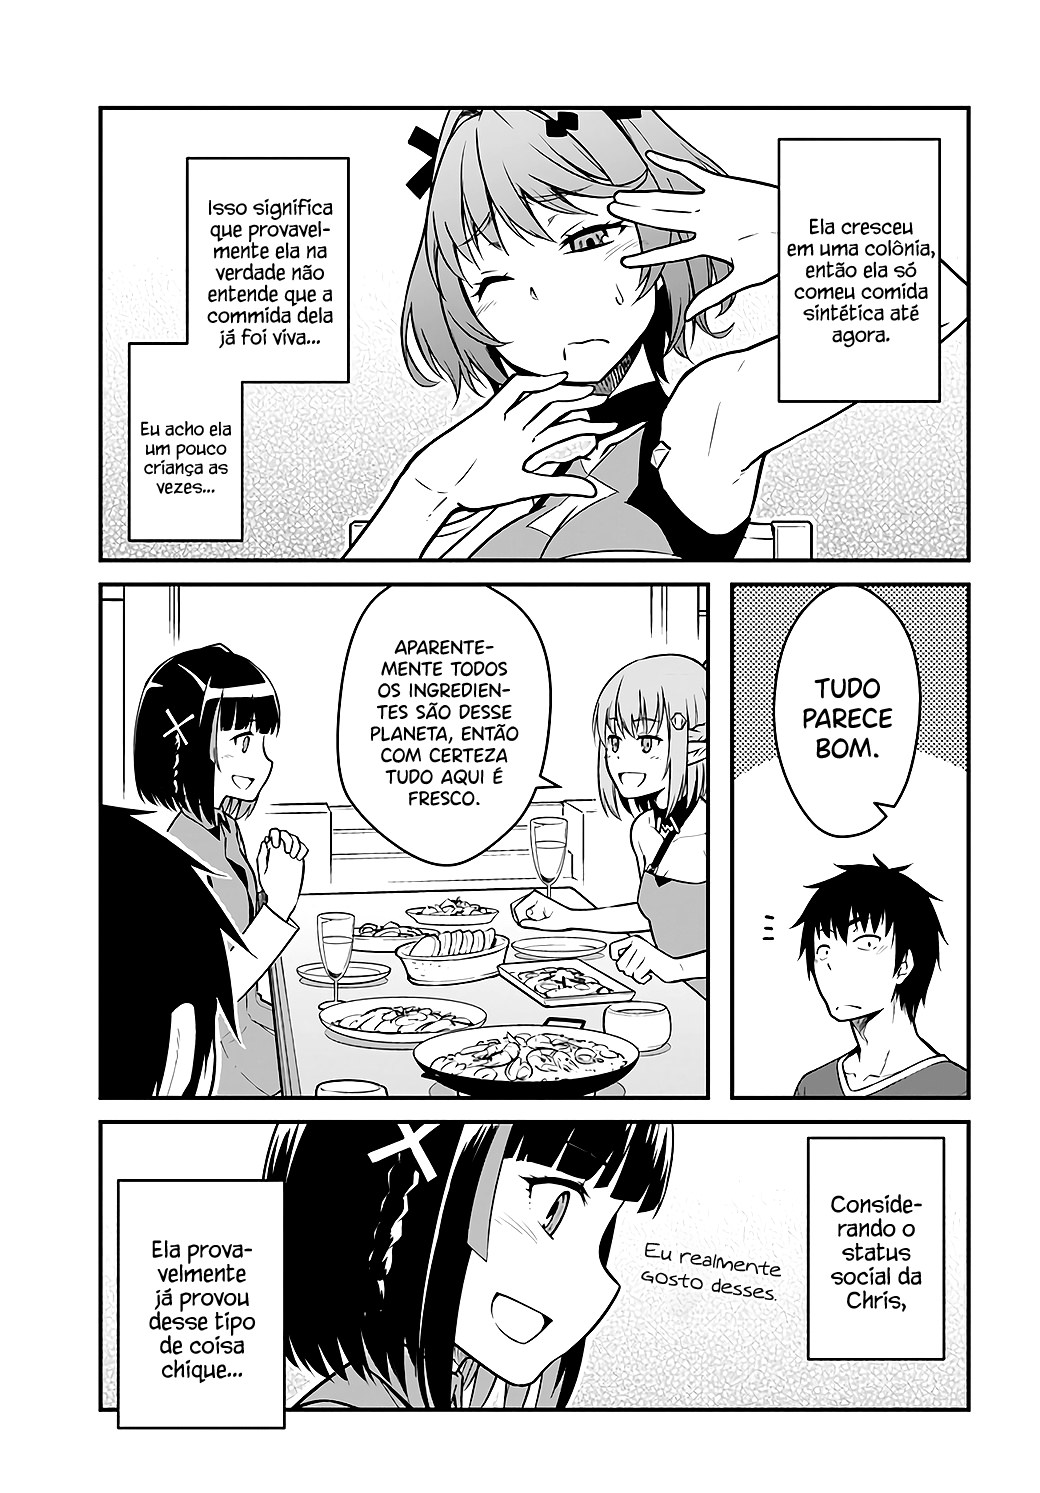 Ela cresceu
em uma colônia,
então ela só
comeu comida
sintética até
agora.
Isso significa
que provavel-
mente ela na
verdade não
entende que a
commida dela
já foi viva...
Eu acho ela
um pouco
criança as
vezes...
TUDO
PARECE
BOM.
APARENTE-
MENTE TODOS
OS INGREDIEN-
TES SÃO DESSE
PLANETA, ENTÃO
COM CERTEZA
TUDO AQUI É
FRESCO.
Conside-
rando o
status
social da
Chris,
Eu realmente
gosto desses.
Ela prova-
velmente
já provou
desse tipo
de coisa
chique...